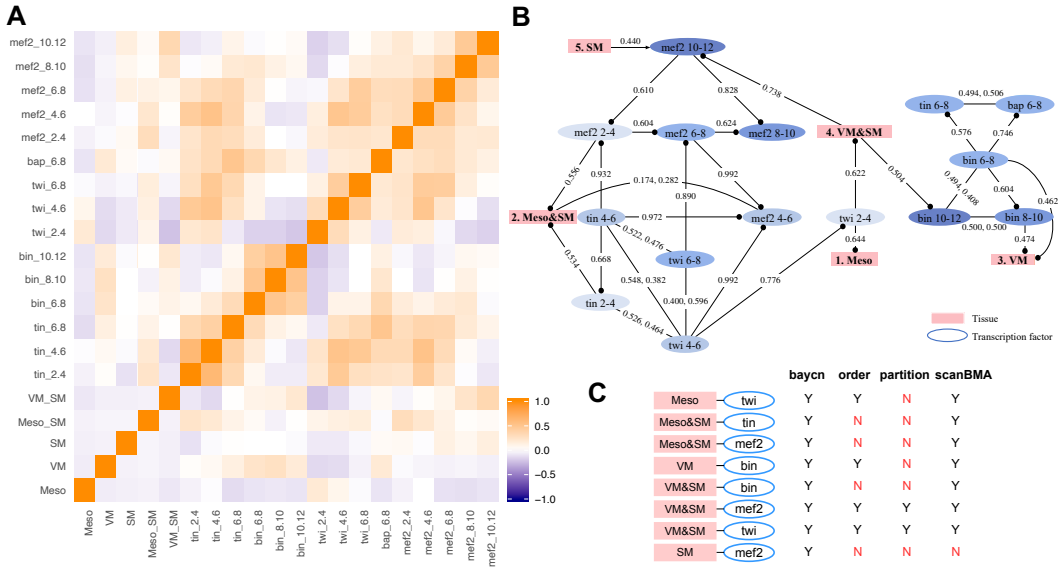 A
mef2_10.12
mef2_8.10
mef2_6.8
mef2_4.6
mef2_2.4
bap_6.8
twi_6.8
twi_4.6
twi_2.4
bin_10.12
bin_8.10
bin_6.8
tin_6.8
tin_4.6
tin_2.4
VM_SM
Meso_SM
SM
VM
Meso
Meso
VM
SM
Meso_SM
VM_SM
tin_2.4
tin_4.6
tin_6.8
bin_6.8
bin_8.10
bin_10.12
twi_2.4
twi_4.6
twi_6.8
bap_6.8
mef2_2.4
mef2_4.6
mef2_6.8
mef2_8.10
mef2_10.12
1.0
0.5
0.0
−0.5
−1.0
B
5. SM
0.440
mef2 10-12
0.610
0.828
0.738
mef2 2-4
0.604
mef2 6-8
0.624
mef2 8-10
4. VM&SM
tin 6-8
0.494, 0.506
bap 6-8
0.576
0.746
bin 6-8
0.556
0.932
0.174, 0.282
0.992
0.890
0.622
0.504
0.494, 0.408
0.604
0.462
2. Meso&SM
tin 4-6
0.972
mef2 4-6
twi 2-4
bin 10-12
0.500, 0.500
bin 8-10
0.522, 0.476
0.644
0.474
0.534
0.668
twi 6-8
1. Meso
3. VM
0.548, 0.382
0.400, 0.596
0.992
0.776
tin 2-4
0.526, 0.464
twi 4-6
Tissue
Transcription factor
C
baycn order partition scanBMA
Meso twi Y Y N Y
Meso&SM tin Y N N Y
Meso&SM mef2 Y N N Y
VM bin Y Y N Y
VM&SM bin Y N N Y
VM&SM mef2 Y Y Y Y
VM&SM twi Y Y Y Y
SM mef2 Y N N N